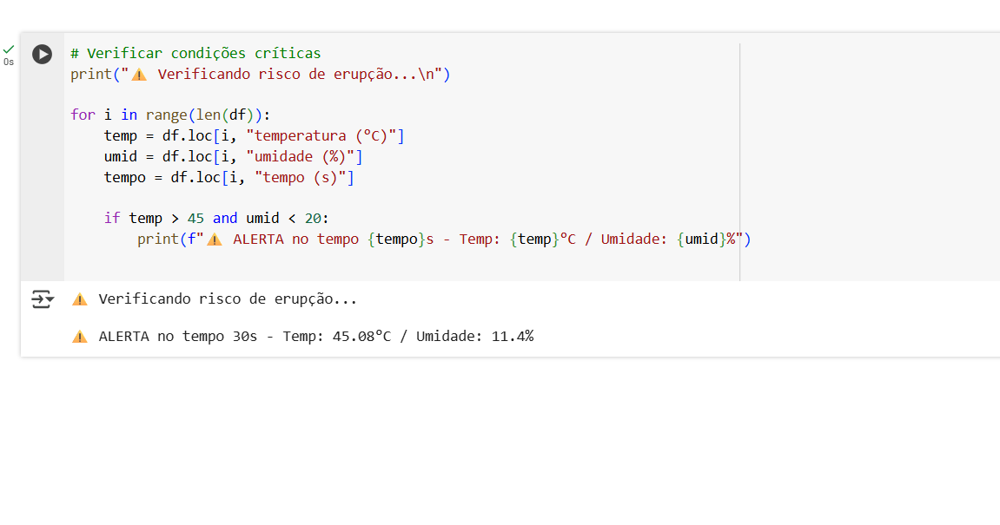 0s
# Verificar condições críticas
print("⚠️ Verificando risco de erupção...\n")
for i in range(len(df)):
    temp = df.loc[i, "temperatura (°C)"]
    umid = df.loc[i, "umidade (%)"]
    tempo = df.loc[i, "tempo (s)"]
    if temp > 45 and umid < 20:
        print(f"⚠️ ALERTA no tempo {tempo}s - Temp: {temp}°C / Umidade: {umid}%")
⚠️ Verificando risco de erupção...
⚠️ ALERTA no tempo 30s - Temp: 45.08°C / Umidade: 11.4%